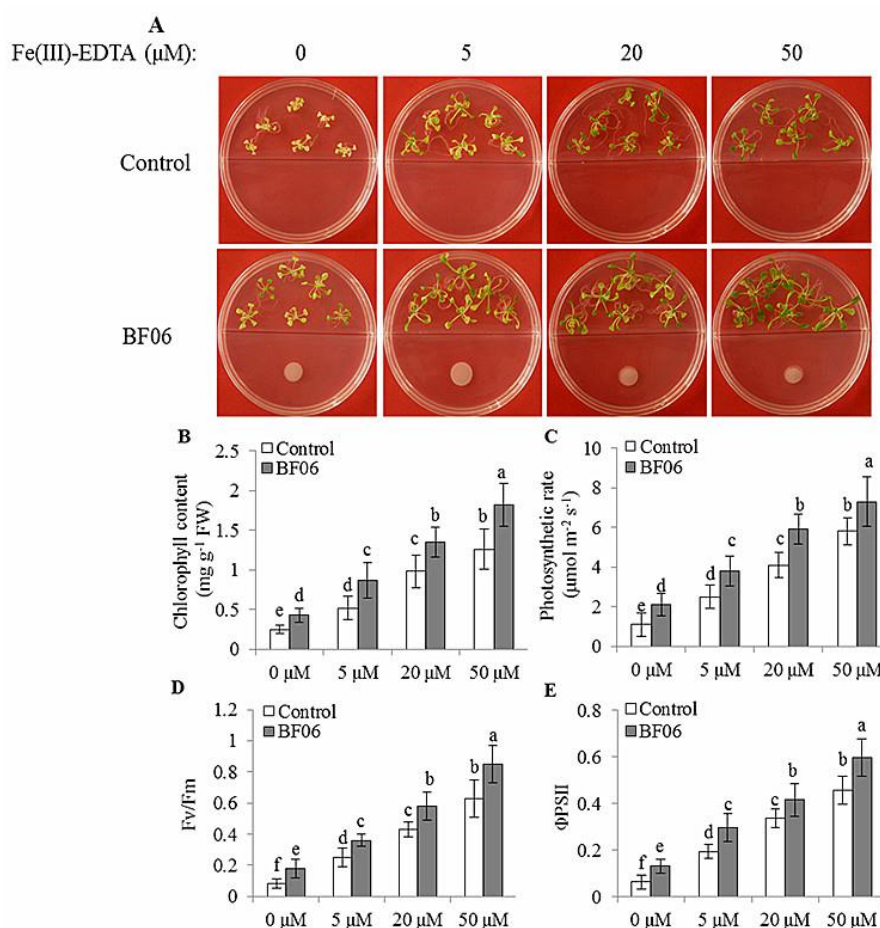 A
Fe(III)-EDTA (μM): 0 5 20 50
Control
BF06
B
Chlorophyll content
(mg g-1 FW)
2.5
2
1.5
1
0.5
0
Control
BF06
e d d c c b b a
0 μM 5 μM 20 μM 50 μM
C
Photosynthetic rate
(μmol m-2 s-1)
10
8
6
4
2
0
Control
BF06
e d d c c b b a
0 μM 5 μM 20 μM 50 μM
D
Fv/Fm
1.2
1
0.8
0.6
0.4
0.2
0
Control
BF06
f e d c c b b a
0 μM 5 μM 20 μM 50 μM
E
ΦPSII
0.8
0.6
0.4
0.2
0
Control
BF06
f e d c c b b a
0 μM 5 μM 20 μM 50 μM